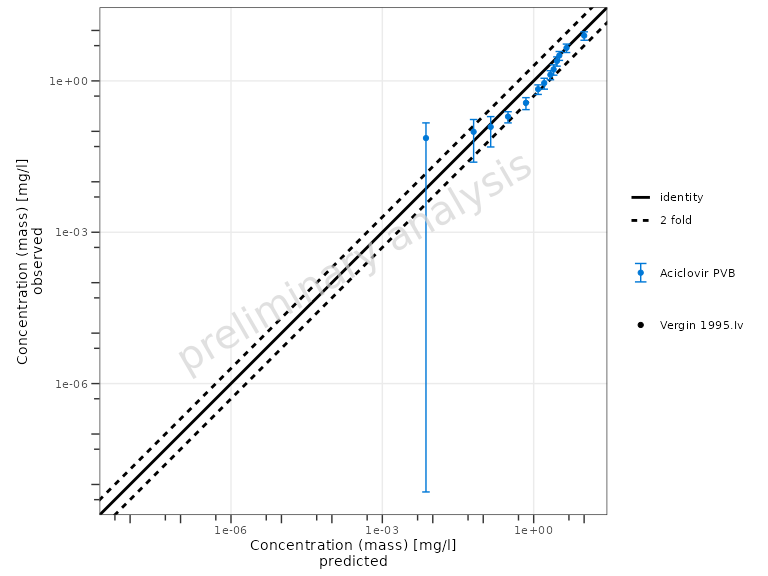 1e+00
1e-03
1e-06
Concentration (mass) [mg/l]
observed
preliminary analysis
1e-06
1e-03
1e+00
Concentration (mass) [mg/l]
predicted
identity
2 fold
Aciclovir PVB
Vergin 1995.Iv